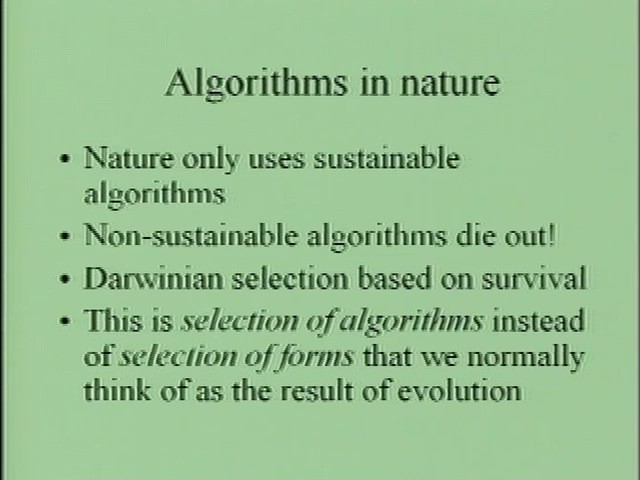 Algorithms in nature
• Nature only uses sustainable
algorithms
• Non-sustainable algorithms die out!
• Darwinian selection based on survival
• This is selection of algorithms instead
of selection of forms that we normally
think of as the result of evolution